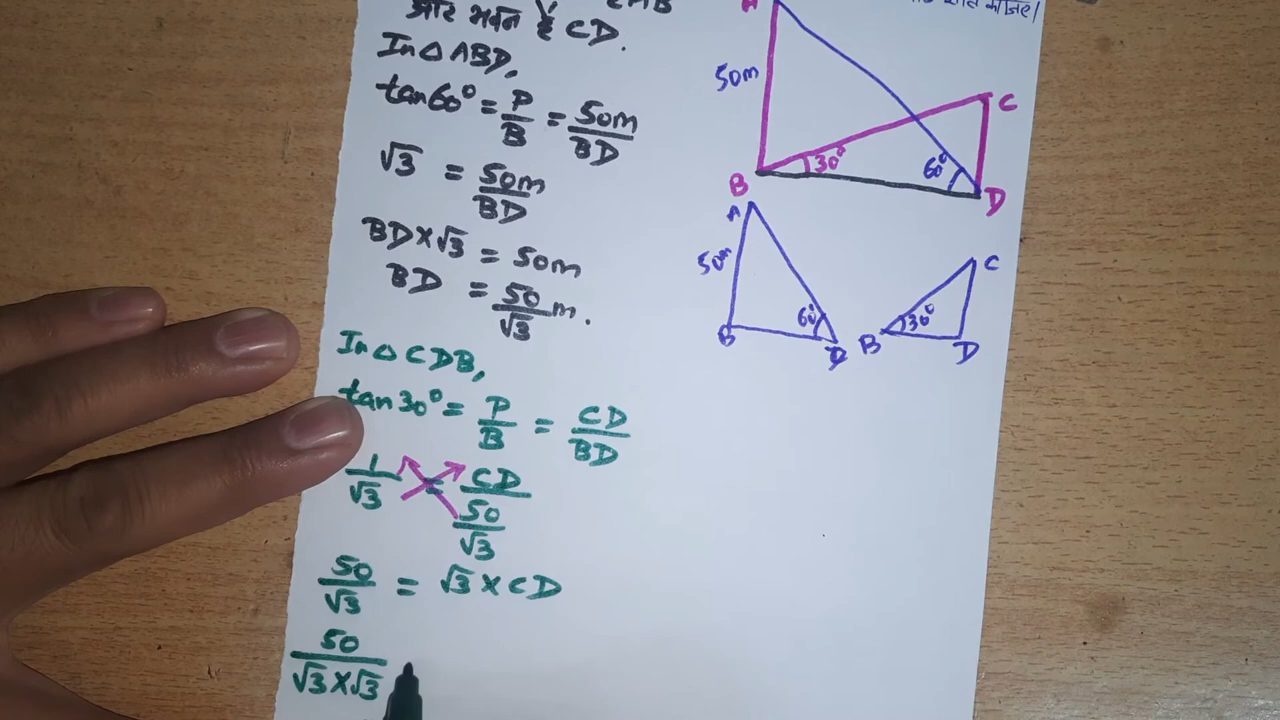 और भवन CD.
In △ ABD,
tan60° = P/B = 50m/BD
√3 = 50m/BD
BD×√3 = 50m
BD = 50/√3 m.
In △ CDB,
tan30° = P/B = CD/BD
1/√3 = CD/(50/√3)
50/√3 = √3 × CD
50/(√3×√3)
A
50m
C
30°
60°
B
D
A
50m
60°
B
D
C
30°
B
D